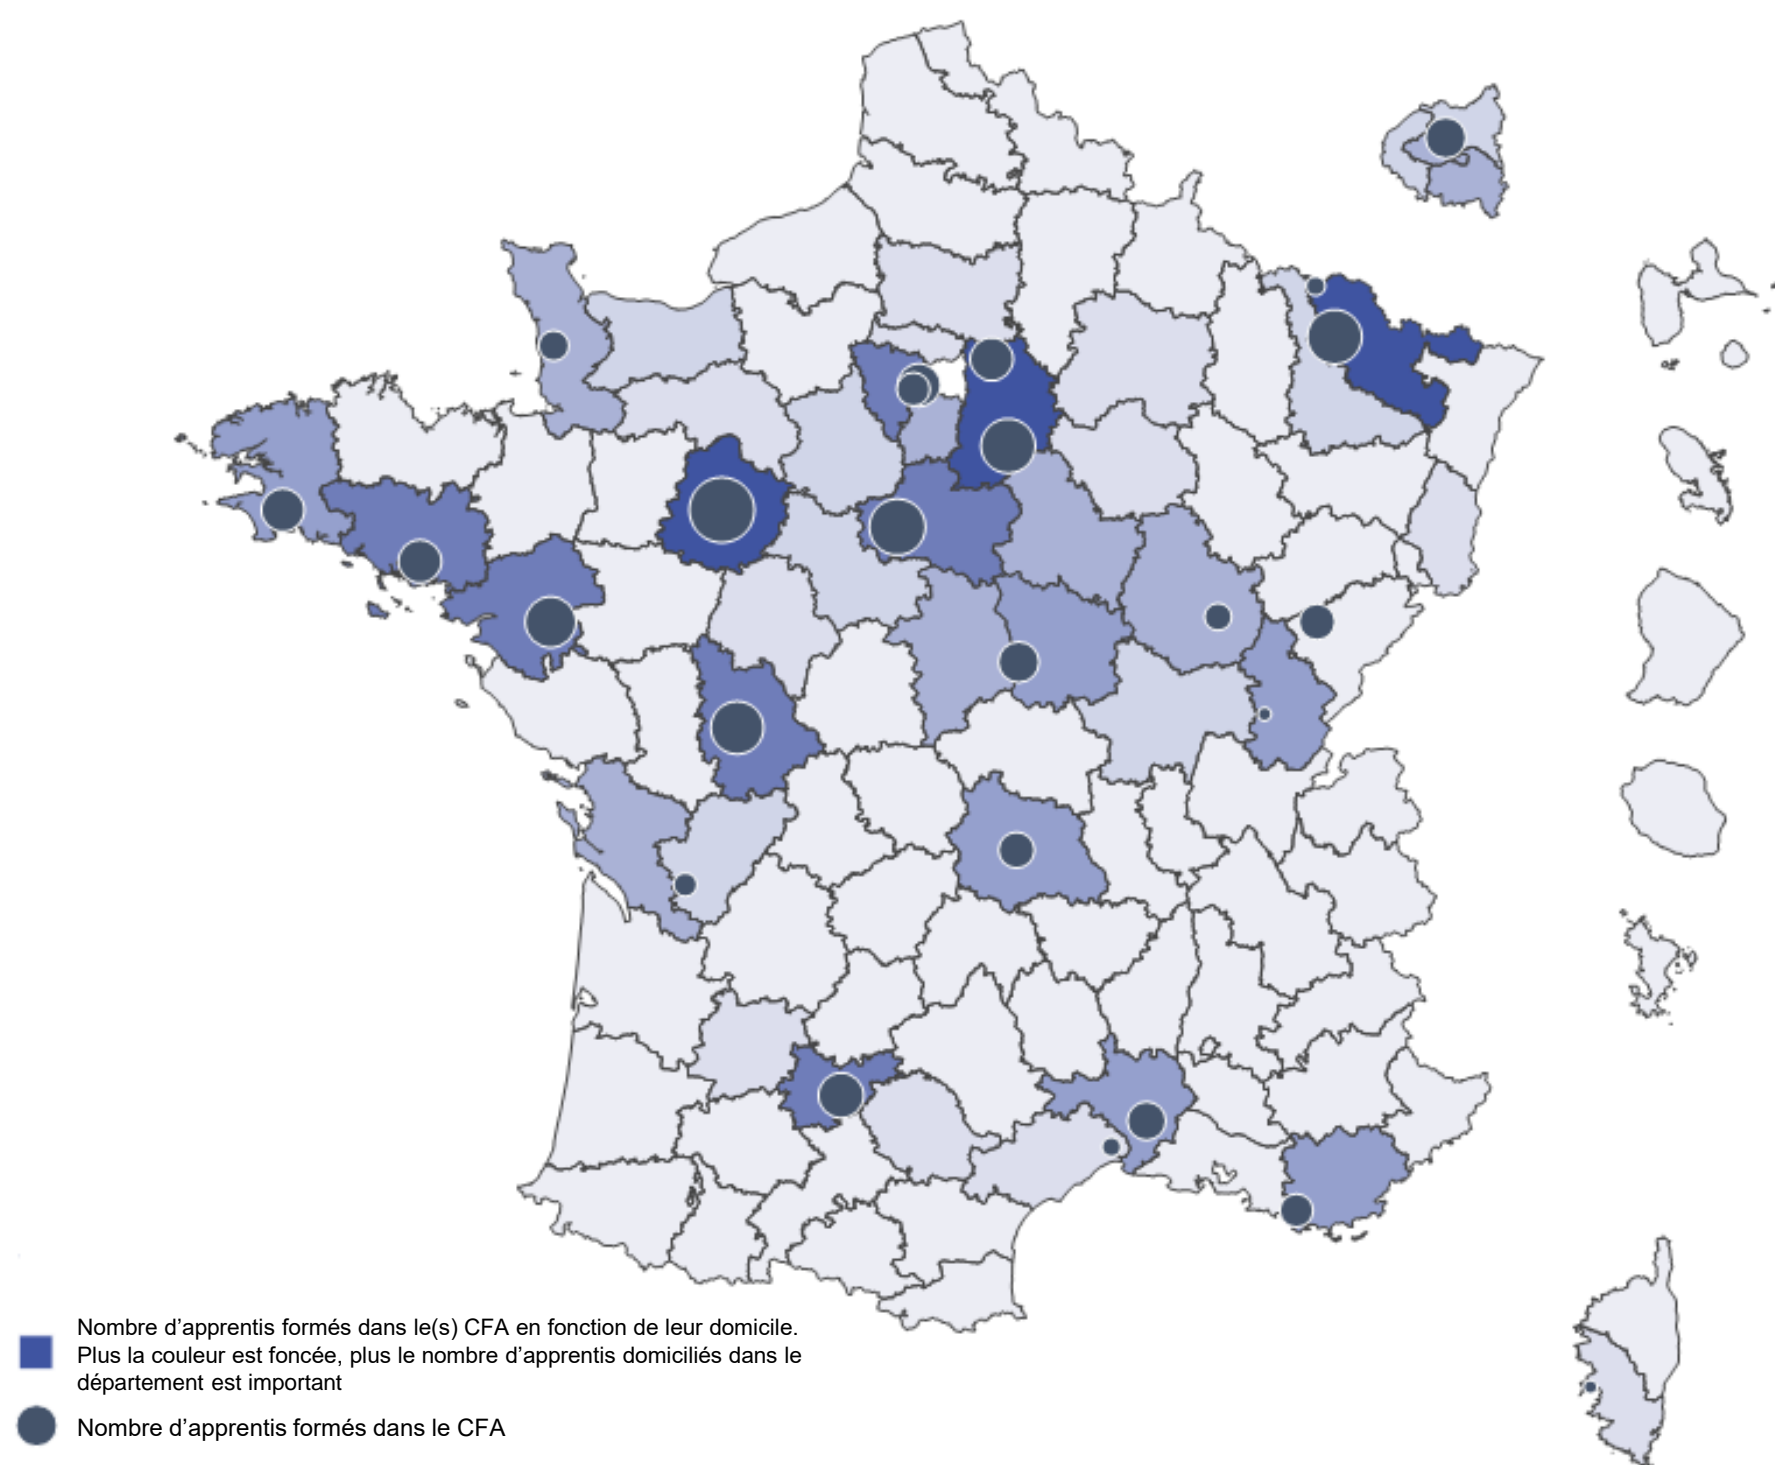 Nombre d’apprentis formés dans le(s) CFA en fonction de leur domicile.
Plus la couleur est foncée, plus le nombre d’apprentis domiciliés dans le
département est important
Nombre d’apprentis formés dans le CFA